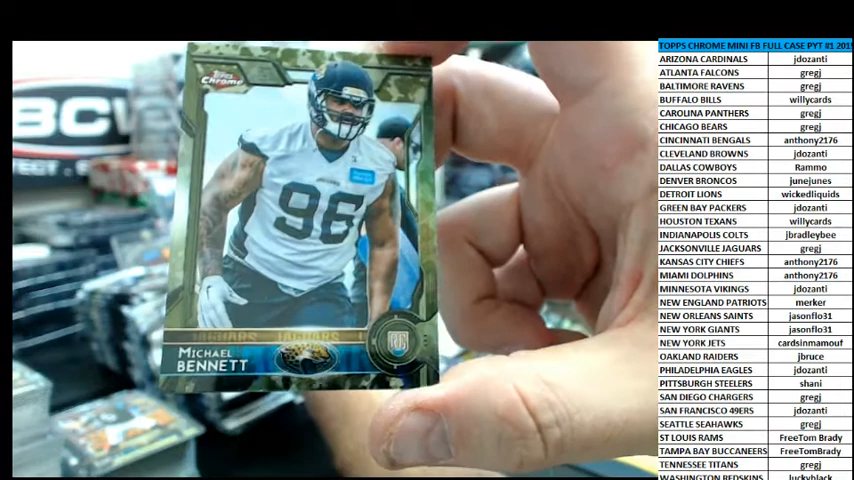 BCW
Topps
Chrome
96
JAGUARS JAGUARS
MICHAEL
BENNETT
TOPPS CHROME MINI FB FULL CASE PYT #1 201
ARIZONA CARDINALS jdozanti
ATLANTA FALCONS gregj
BALTIMORE RAVENS gregj
BUFFALO BILLS willycards
CAROLINA PANTHERS gregj
CHICAGO BEARS gregj
CINCINNATI BENGALS anthony2176
CLEVELAND BROWNS jdozanti
DALLAS COWBOYS Rammo
DENVER BRONCOS junejunes
DETROIT LIONS wickedliquids
GREEN BAY PACKERS jdozanti
HOUSTON TEXANS willycards
INDIANAPOLIS COLTS jbradleybee
JACKSONVILLE JAGUARS gregj
KANSAS CITY CHIEFS anthony2176
MIAMI DOLPHINS anthony2176
MINNESOTA VIKINGS jdozanti
NEW ENGLAND PATRIOTS merker
NEW ORLEANS SAINTS jasonflo31
NEW YORK GIANTS jasonflo31
NEW YORK JETS cardsinmamouf
OAKLAND RAIDERS jbruce
PHILADELPHIA EAGLES jdozanti
PITTSBURGH STEELERS shani
SAN DIEGO CHARGERS gregj
SAN FRANCISCO 49ERS jdozanti
SEATTLE SEAHAWKS gregj
ST LOUIS RAMS FreeTom Brady
TAMPA BAY BUCCANEERS FreeTomBrady
TENNESSEE TITANS gregj
WASHINGTON REDSKINS luckyblack